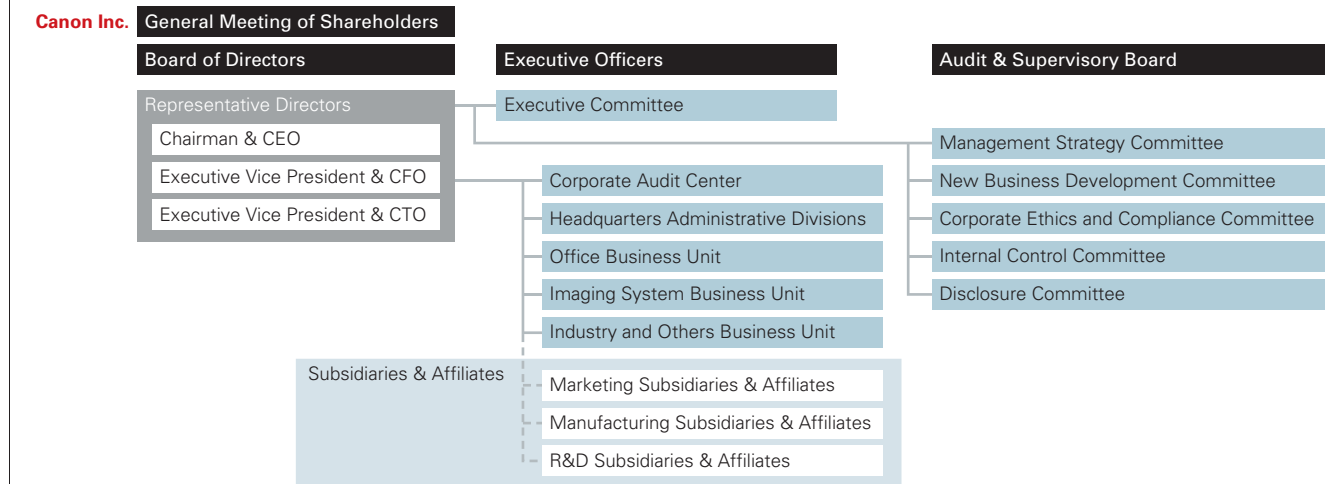 Canon Inc. General Meeting of Shareholders
Board of Directors
Executive Officers
Audit & Supervisory Board
Representative Directors
Chairman & CEO
Executive Vice President & CFO
Executive Vice President & CTO
Executive Committee
Management Strategy Committee
New Business Development Committee
Corporate Ethics and Compliance Committee
Internal Control Committee
Disclosure Committee
Corporate Audit Center
Headquarters Administrative Divisions
Office Business Unit
Imaging System Business Unit
Industry and Others Business Unit
Subsidiaries & Affiliates
Marketing Subsidiaries & Affiliates
Manufacturing Subsidiaries & Affiliates
R&D Subsidiaries & Affiliates